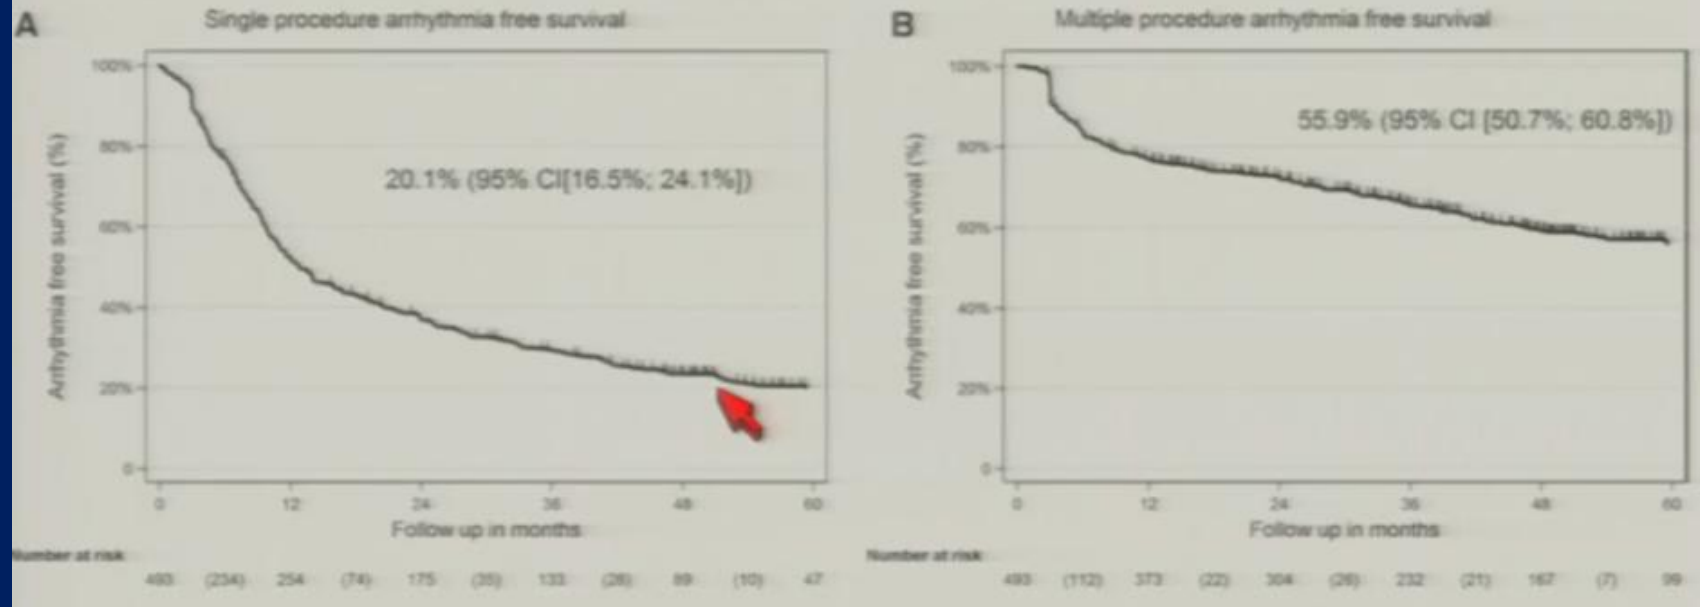 A
Single procedure arrhythmia free survival
100%
80%
60%
40%
20%
0
Arrhythmia free survival (%)
20.1% (95% CI[16.5%; 24.1%])
0 12 24 36 48 60
Follow up in months
Number at risk
493 (234) 254 (74) 175 (35) 133 (26) 89 (10) 47
B
Multiple procedure arrhythmia free survival
100%
80%
60%
40%
20%
0
Arrhythmia free survival (%)
55.9% (95% CI [50.7%; 60.8%])
0 12 24 36 48 60
Follow up in months
Number at risk
493 (112) 373 (22) 304 (26) 232 (21) 167 (7) 99